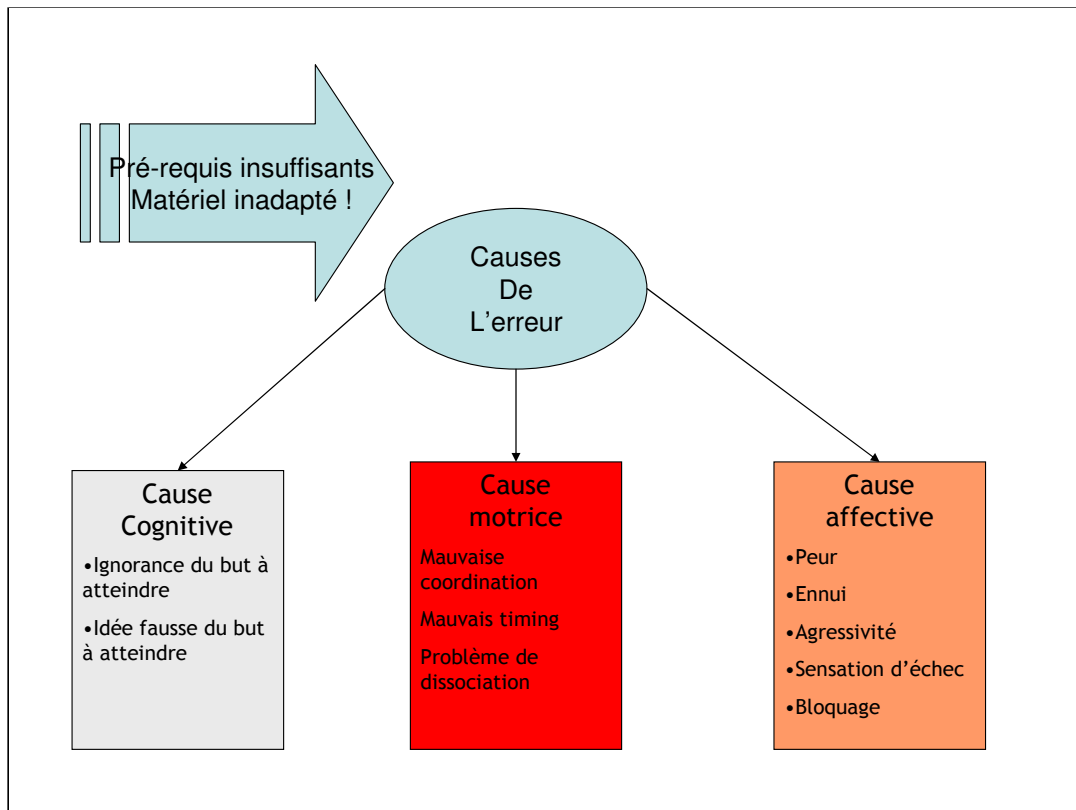 Pré-requis insuffisants
Matériel inadapté !
Causes
De
L'erreur
Cause
Cognitive
•Ignorance du but à
atteindre
•Idée fausse du but
à atteindre
Cause
motrice
Mauvaise
coordination
Mauvais timing
Problème de
dissociation
Cause
affective
•Peur
•Ennui
•Agressivité
•Sensation d'échec
•Bloquage